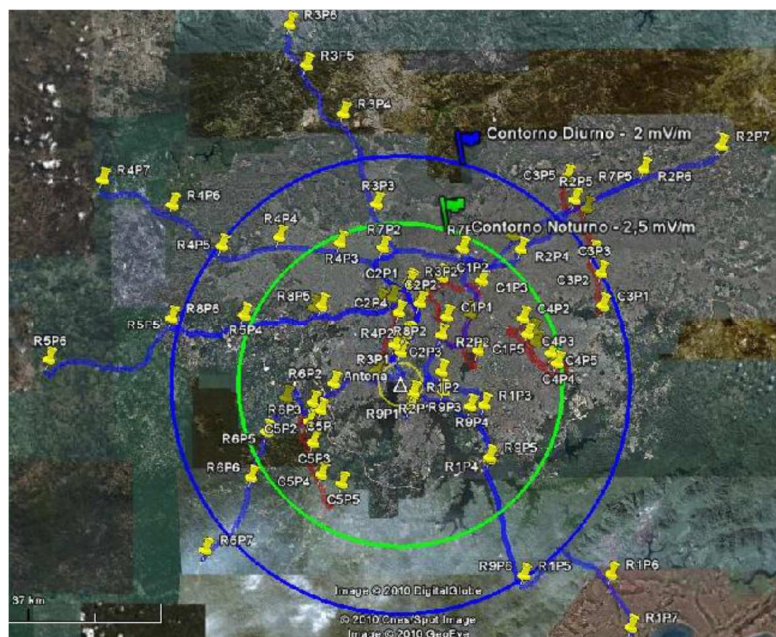 R3P6
R3P5
R3P4
Contorno Diurno - 2 mV/m
R2P7
R4P7
C3P5
R7P5
R2P6
R2P5
R4P6
R3P3
Contorno Noturno - 2,5 mV/m
R4P5
R4P4
R7P2
R4P3
R2P4
C3P3
C2P1
R3P2
C1P2
C3P2
C1P3
C2P2
C3P1
R8P6
R8P5
C2P4
C1P1
C4P2
R5P5
R5P4
R4P2
R8P2
R2P2
C1P5
C4P3
R5P6
R3P1
C2P3
C4P5
C4P4
R6P2
Antena
R1P2
R6P3
R9P1
R9P3
R1P3
R9P4
C5P2
R6P5
C5P3
R9P5
R6P6
R1P4
C5P4
C5P5
R6P7
R9P6
R1P5
R1P6
Image © 2010 DigitalGlobe
37 km
© 2010 Cnes/Spot Image
R1P7
Image © 2010 GeoEye